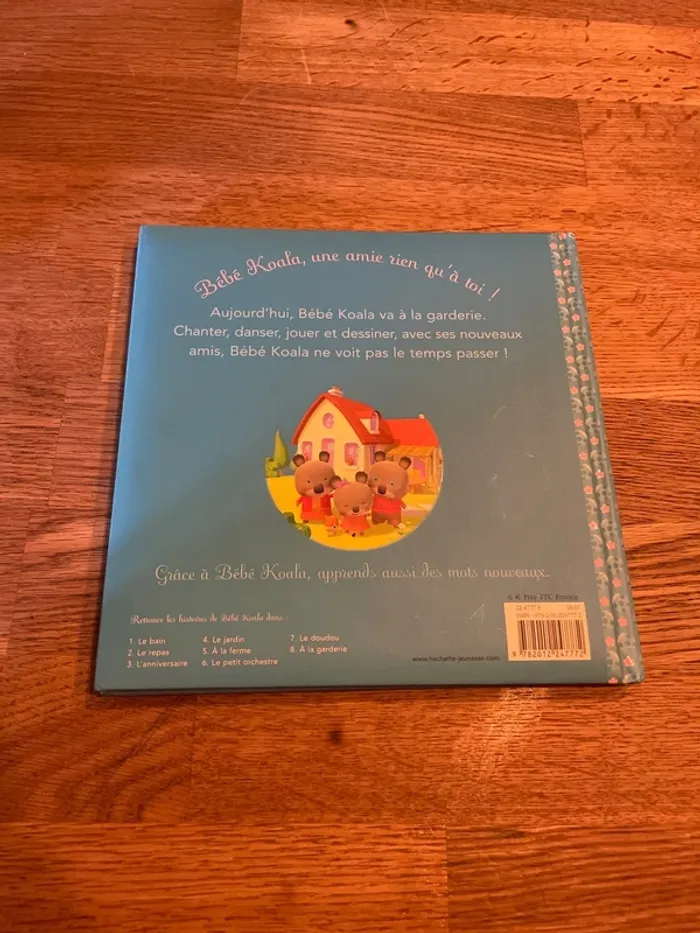 Bébé Koala, une amie rien qu'à toi !
Aujourd'hui, Bébé Koala va à la garderie.
Chanter, danser, jouer et dessiner, avec ses nouveaux
amis, Bébé Koala ne voit pas le temps passer !
Grâce à Bébé Koala, apprends aussi des mots nouveaux.
Retrouve les histoires de Bébé Koala dans :
1. Le bain
2. Le repas
3. L'anniversaire
4. Le jardin
5. À la ferme
6. Le petit orchestre
7. Le doudou
8. À la garderie
www.hachette-jeunesse.com
9 782012 247772